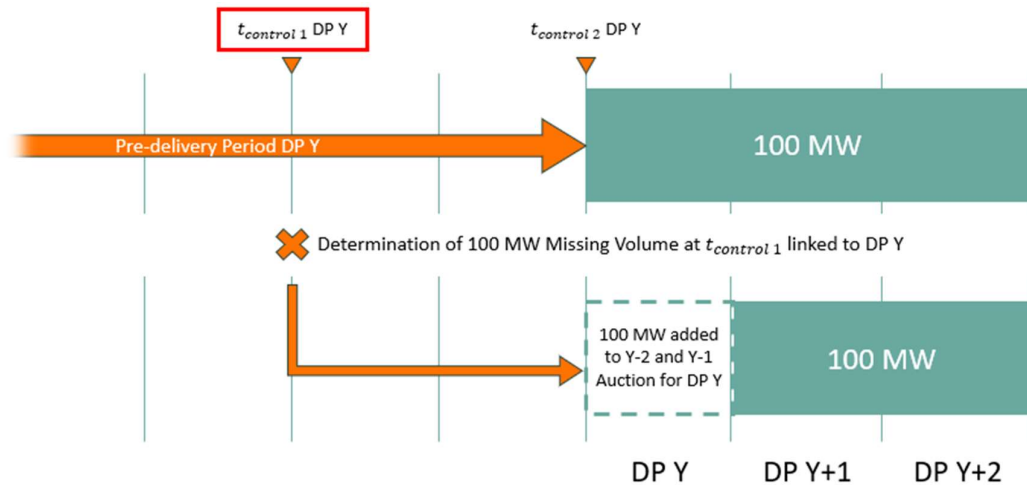 t_control 1 DP Y
t_control 2 DP Y
Pre-delivery Period DP Y
100 MW
Determination of 100 MW Missing Volume at t_control 1 linked to DP Y
100 MW added
to Y-2 and Y-1
Auction for DP Y
100 MW
DP Y
DP Y+1
DP Y+2